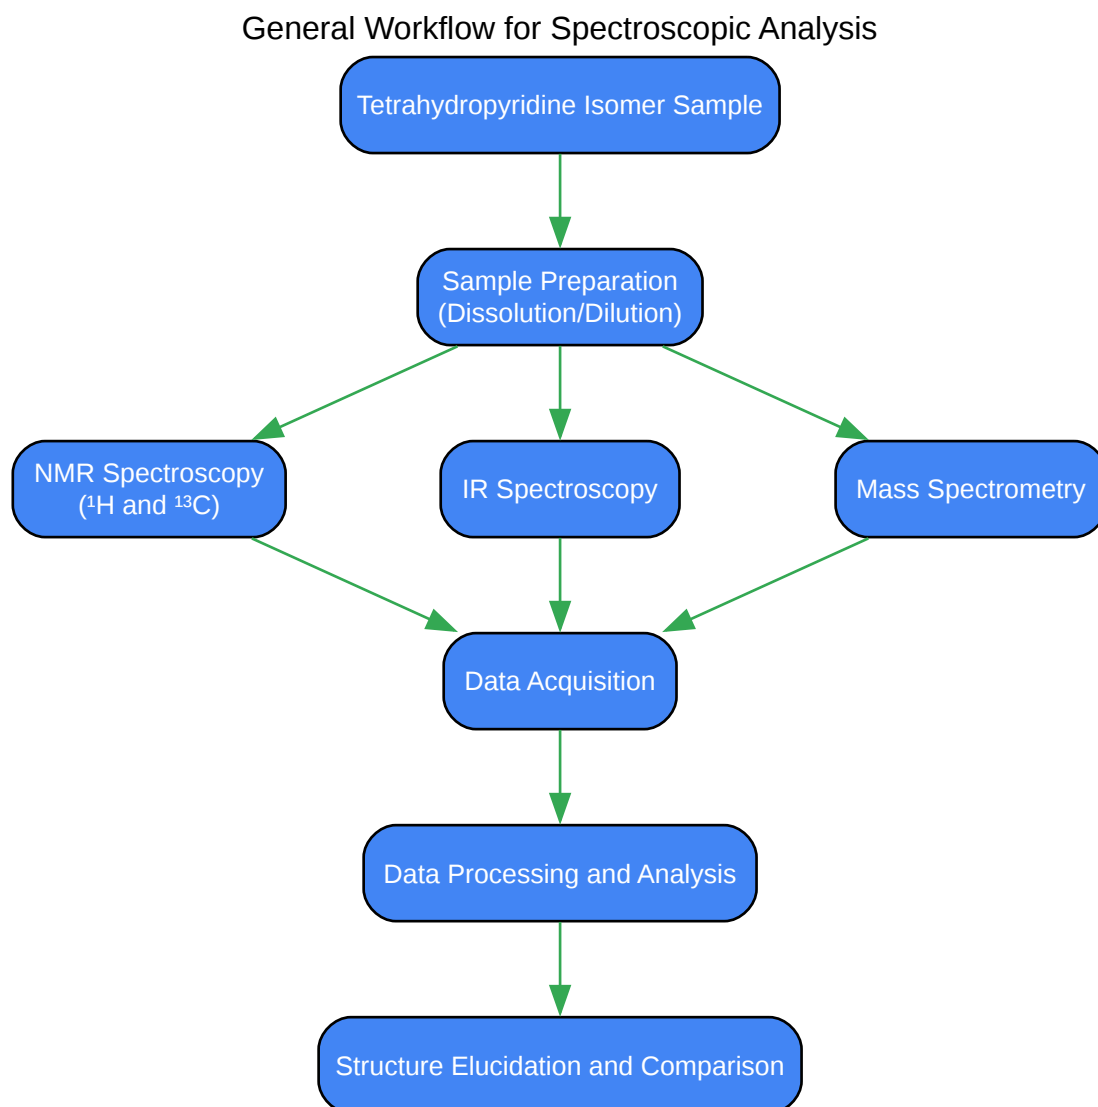 General Workflow for Spectroscopic Analysis
Tetrahydropyridine Isomer Sample
Sample Preparation
(Dissolution/Dilution)
NMR Spectroscopy
(¹H and ¹³C)
IR Spectroscopy
Mass Spectrometry
Data Acquisition
Data Processing and Analysis
Structure Elucidation and Comparison